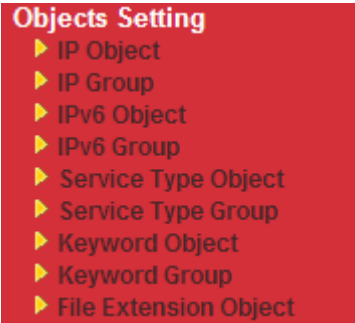 Objects Setting
IP Object
IP Group
IPv6 Object
IPv6 Group
Service Type Object
Service Type Group
Keyword Object
Keyword Group
File Extension Object